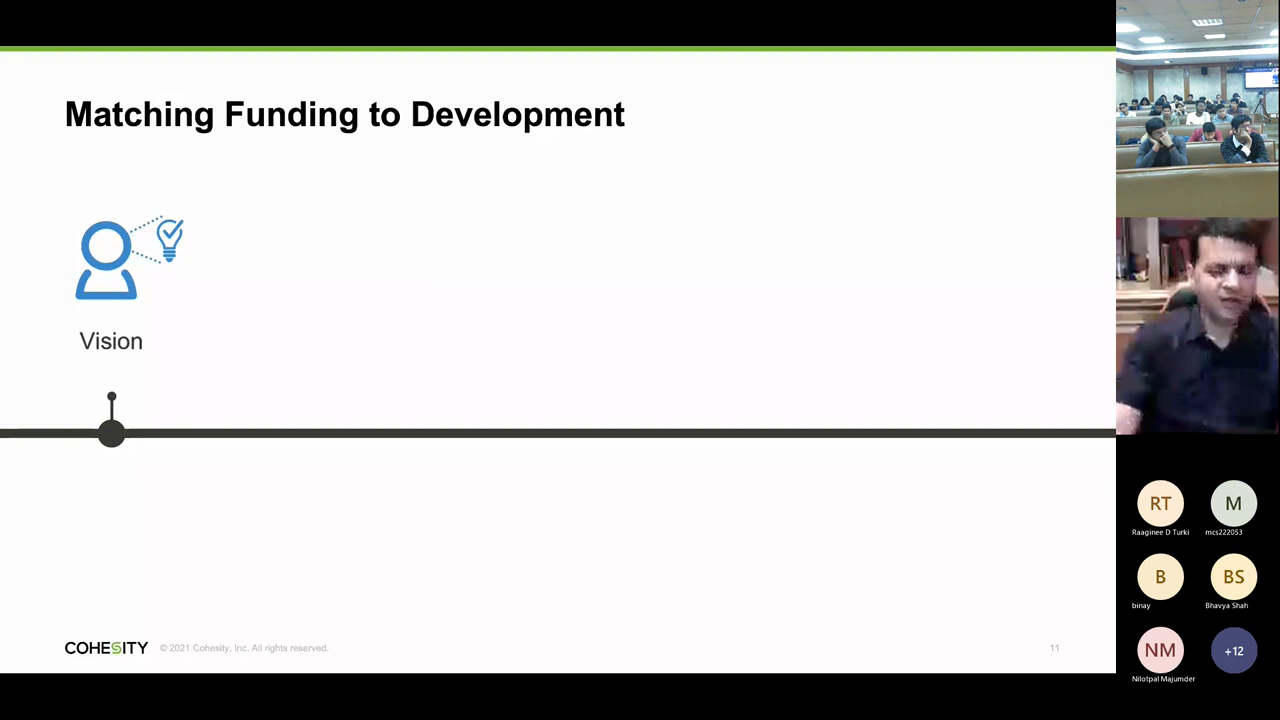 Matching Funding to Development
Vision
COHESITY © 2021 Cohesity, Inc. All rights reserved. 11
RT M
Raaginee D Turki mcs222053
B BS
binay Bhavya Shah
NM +12
Nilotpal Majumder